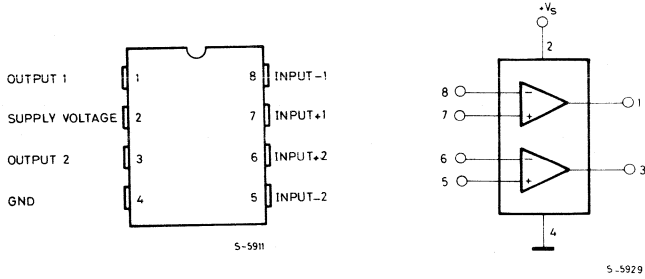 OUTPUT 1 1 8 INPUT-1
SUPPLY VOLTAGE 2 7 INPUT+1
OUTPUT 2 3 6 INPUT+2
GND 4 5 INPUT-2
S-5911
+Vs
2
8 - 1
7 +
6 - 3
5 +
4
S-5929